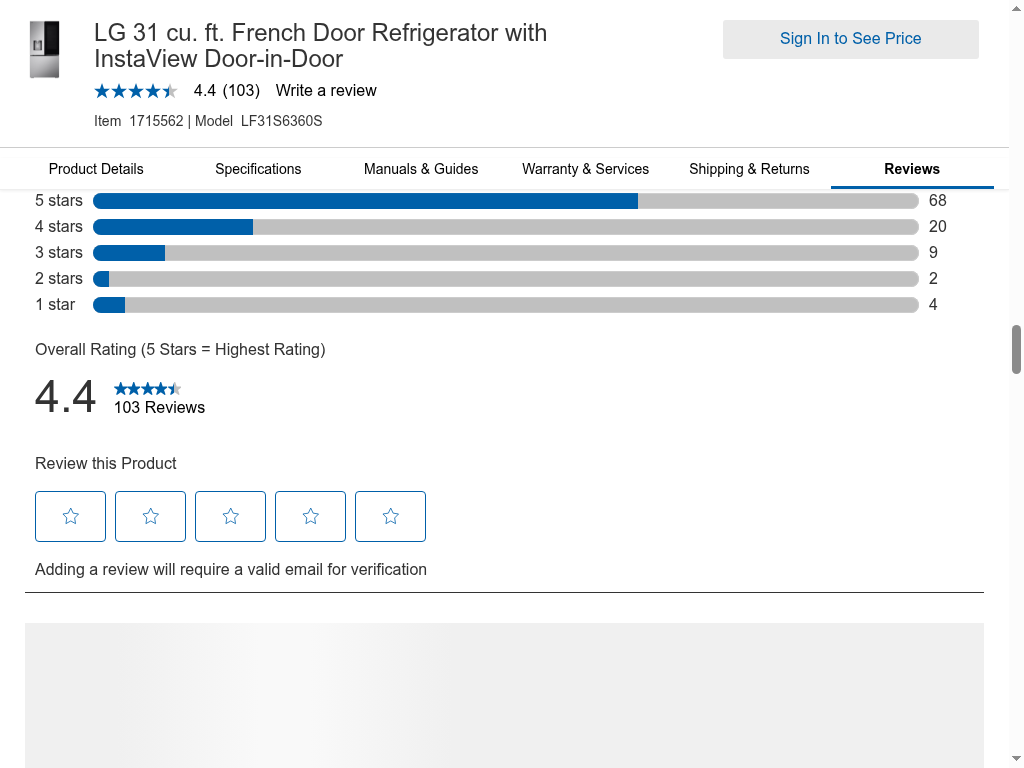 LG 31 cu. ft. French Door Refrigerator with
InstaView Door-in-Door
Sign In to See Price
4.4 (103) Write a review
Item 1715562 | Model LF31S6360S
Product Details Specifications Manuals & Guides Warranty & Services Shipping & Returns Reviews
5 stars 68
4 stars 20
3 stars 9
2 stars 2
1 star 4
Overall Rating (5 Stars = Highest Rating)
4.4
103 Reviews
Review this Product
Adding a review will require a valid email for verification